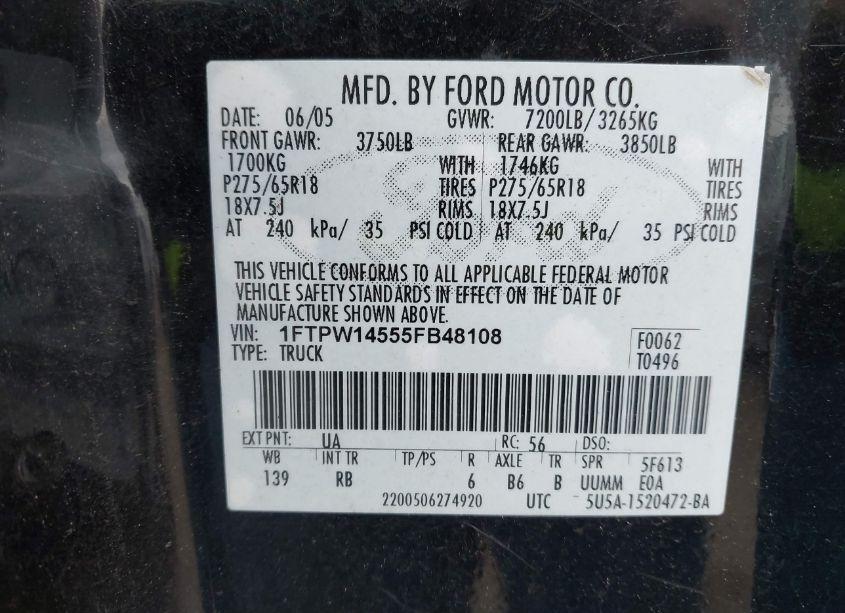 MFD. BY FORD MOTOR CO.
DATE: 06/05 GVWR: 7200LB/3265KG
FRONT GAWR: 3750LB REAR GAWR: 3850LB
1700KG WITH 1746KG WITH
P275/65R18 TIRES P275/65R18 TIRES
18X7.5J RIMS 18X7.5J RIMS
AT 240 kPa/ 35 PSI COLD AT 240 kPa/ 35 PSI COLD
THIS VEHICLE CONFORMS TO ALL APPLICABLE FEDERAL MOTOR
VEHICLE SAFETY STANDARDS IN EFFECT ON THE DATE OF
MANUFACTURE SHOWN ABOVE.
VIN: 1FTPW14555FB48108 F0062
TYPE: TRUCK T0496
EXT PNT: UA RC: 56 DSO:
WB INT TR TP/PS R AXLE TR SPR 5F613
139 RB 6 B6 B UUMM E0A
2200506274920 UTC 5U5A-1520472-BA